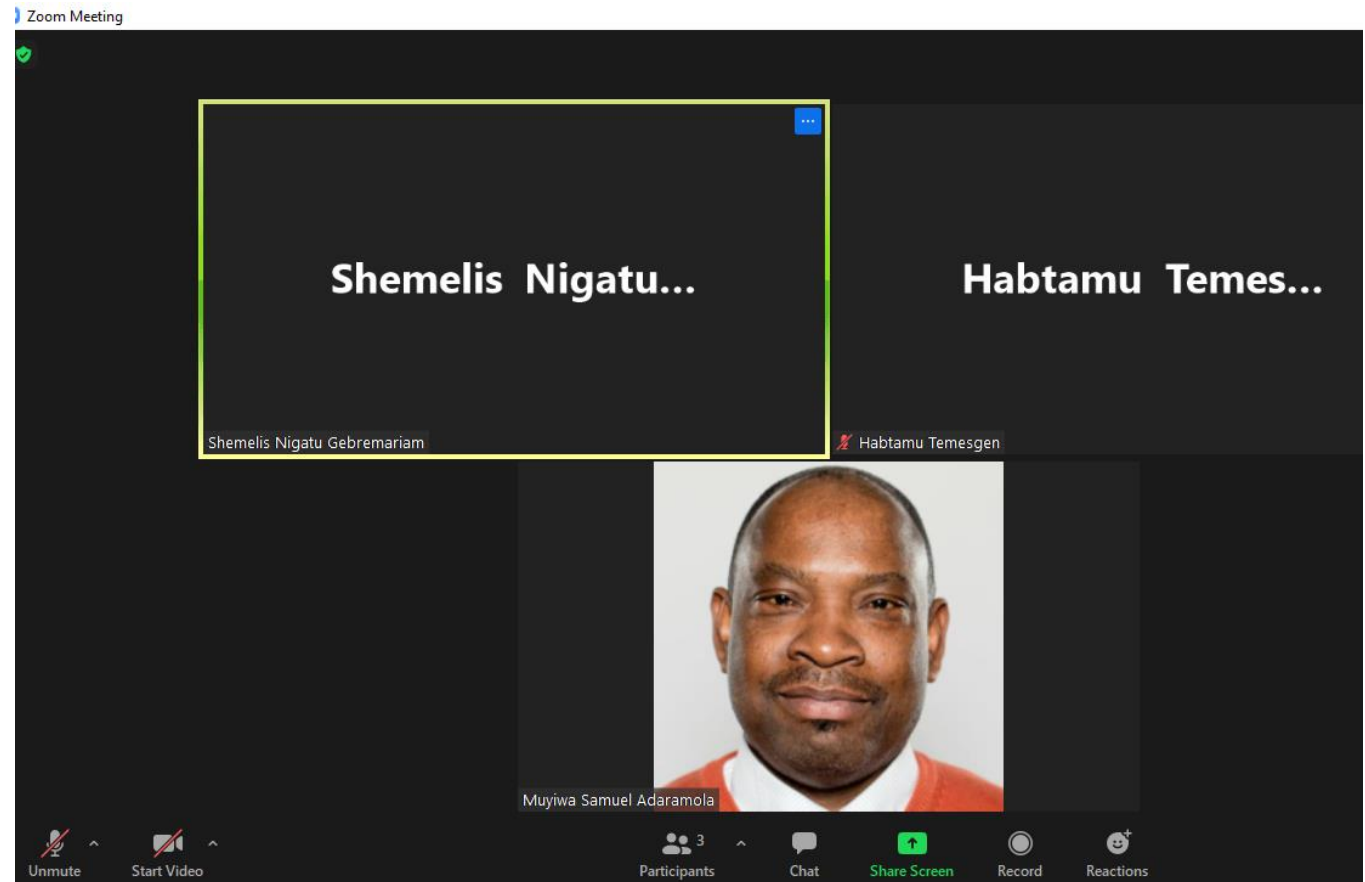 Zoom Meeting
Shemelis Nigatu...
Habtamu Temes...
Shemelis Nigatu Gebremariam
Habtamu Temesgen
Muyiwa Samuel Adaramola
Unmute
Start Video
3
Participants
Chat
Share Screen
Record
Reactions